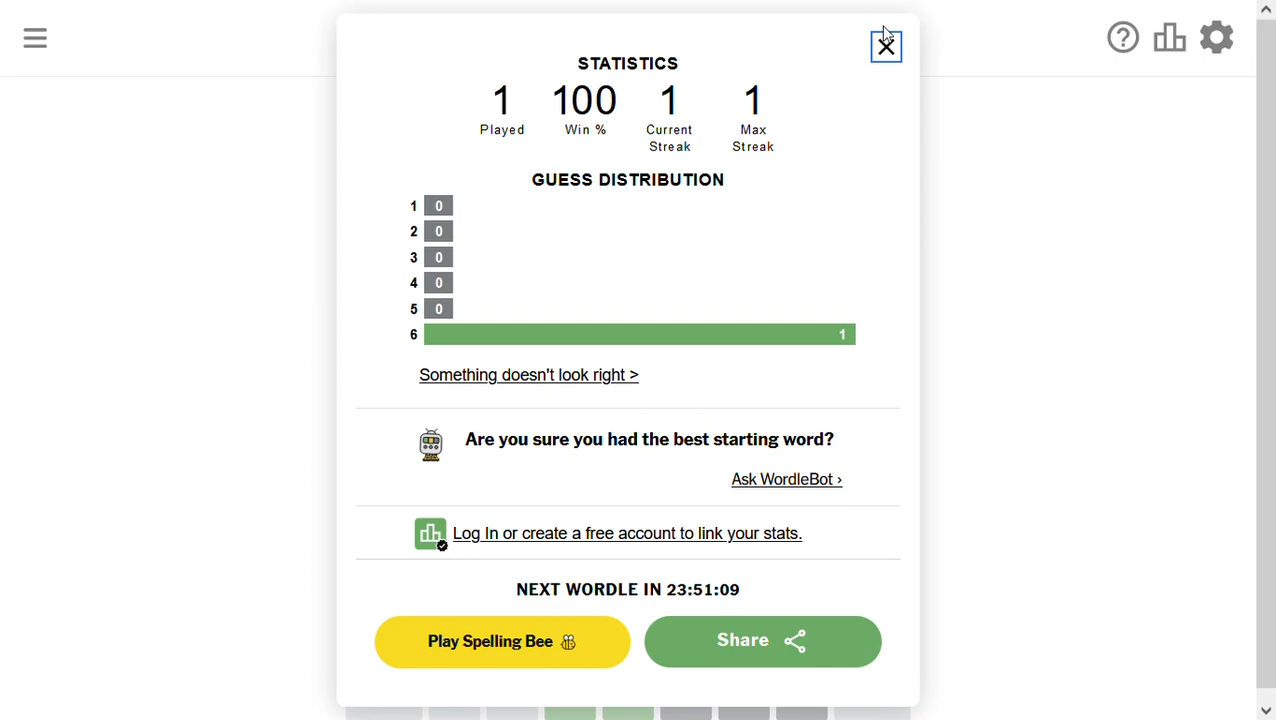 STATISTICS
1 100 1 1
Played Win % Current Streak Max Streak
GUESS DISTRIBUTION
1 0
2 0
3 0
4 0
5 0
6 1
Something doesn't look right >
Are you sure you had the best starting word?
Ask WordleBot ›
Log In or create a free account to link your stats.
NEXT WORDLE IN 23:51:09
Play Spelling Bee
Share